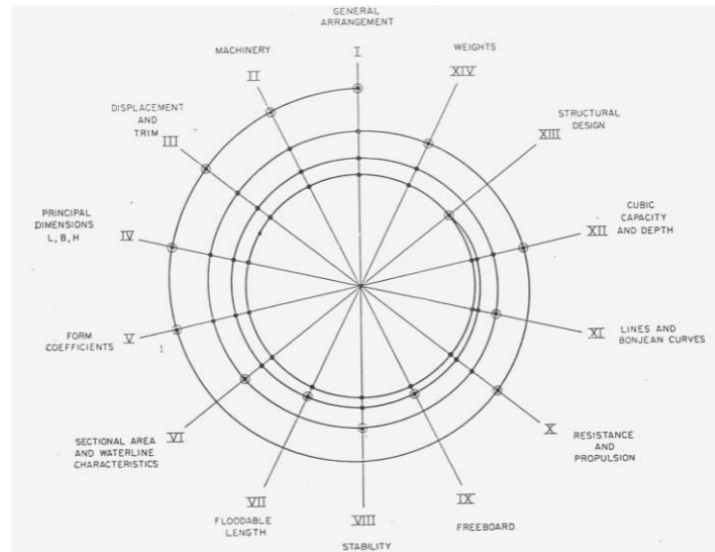 GENERAL
ARRANGEMENT
I
MACHINERY
II
DISPLACEMENT
AND
TRIM
III
PRINCIPAL
DIMENSIONS
L, B, H
IV
FORM
COEFFICIENTS
V
1
SECTIONAL AREA
AND WATERLINE
CHARACTERISTICS
VI
VII
FLOODABLE
LENGTH
VIII
STABILITY
IX
FREEBOARD
X
RESISTANCE
AND
PROPULSION
XI
LINES AND
BONJEAN CURVES
XII
CUBIC
CAPACITY
AND DEPTH
STRUCTURAL
DESIGN
XIII
WEIGHTS
XIV